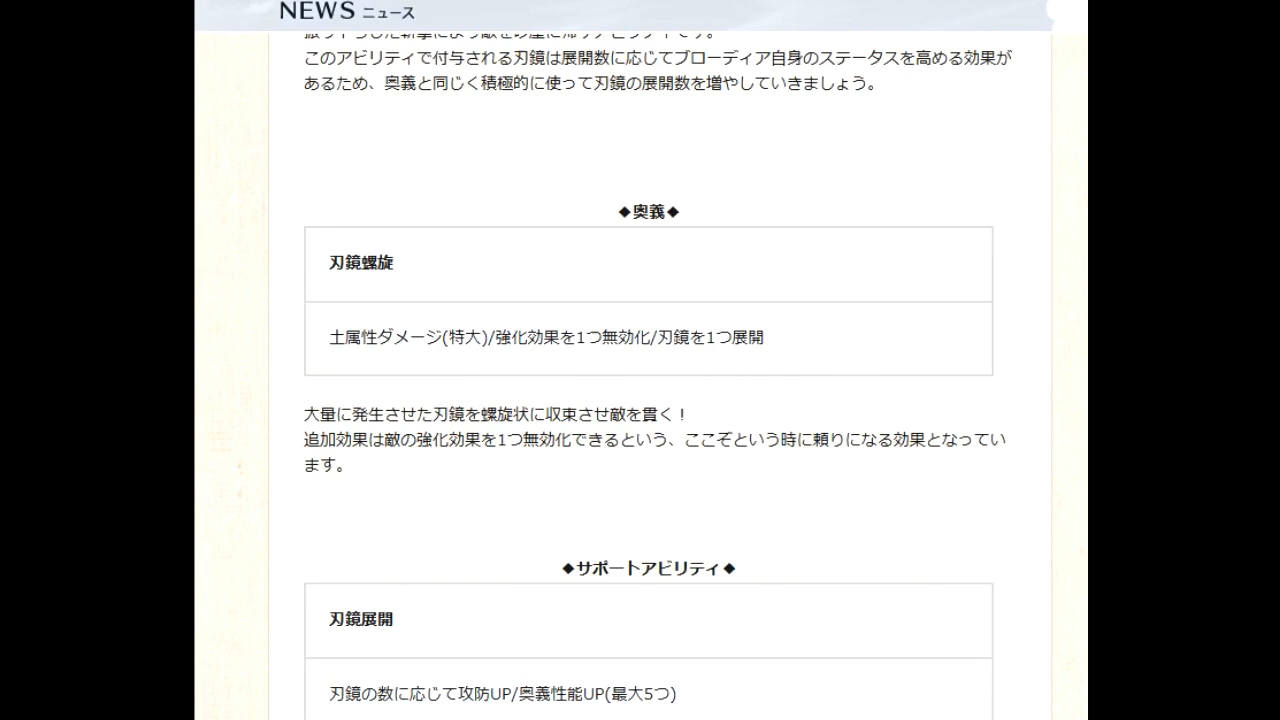 NEWS ニュース
このアビリティで付与される刃鏡は展開数に応じてブローディア自身のステータスを高める効果が
あるため、奥義と同じく積極的に使って刃鏡の展開数を増やしていきましょう。
◆奥義◆
刃鏡螺旋
土属性ダメージ(特大)/強化効果を1つ無効化/刃鏡を1つ展開
大量に発生させた刃鏡を螺旋状に収束させ敵を貫く！
追加効果は敵の強化効果を1つ無効化できるという、ここぞという時に頼りになる効果となってい
ます。
◆サポートアビリティ◆
刃鏡展開
刃鏡の数に応じて攻防UP/奥義性能UP(最大5つ)